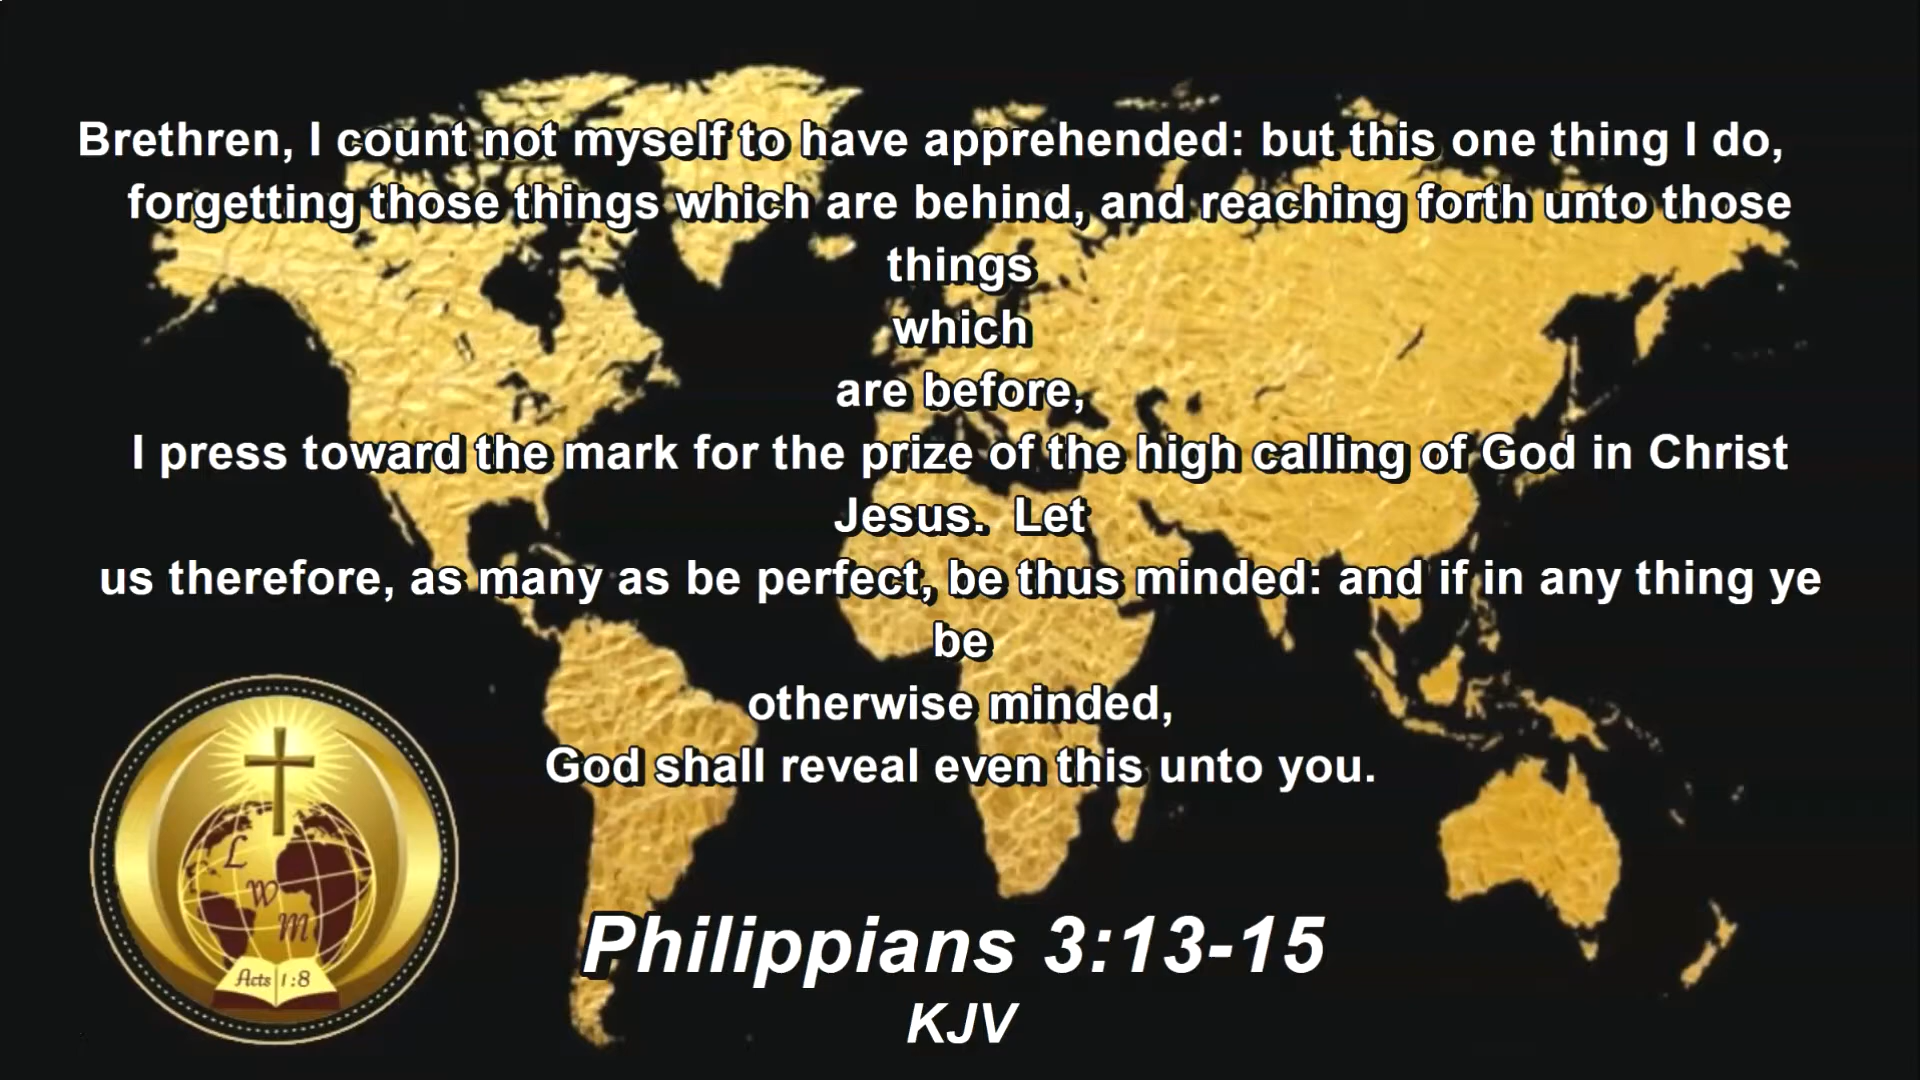 Brethren, I count not myself to have apprehended: but this one thing I do,
forgetting those things which are behind, and reaching forth unto those
things
which
are before,
I press toward the mark for the prize of the high calling of God in Christ
Jesus.  Let
us therefore, as many as be perfect, be thus minded: and if in any thing ye
be
otherwise minded,
God shall reveal even this unto you.
L
W
M
Acts 1:8
Philippians 3:13-15
KJV